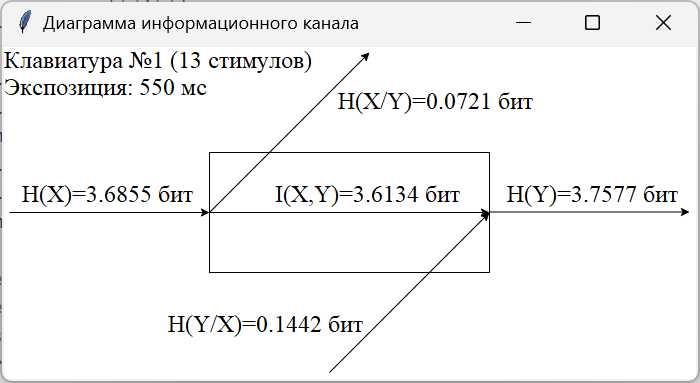 Диаграмма информационного канала
Клавиатура №1 (13 стимулов)
Экспозиция: 550 мс
H(X/Y)=0.0721 бит
H(X)=3.6855 бит
I(X,Y)=3.6134 бит
H(Y)=3.7577 бит
H(Y/X)=0.1442 бит